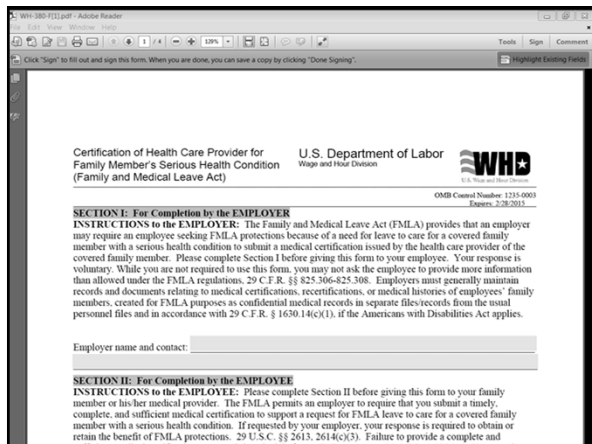 WH-380-F[1].pdf - Adobe Reader
File Edit View Window Help
1 / 4 129% Tools Sign Comment
Click "Sign" to fill out and sign this form. When you are done, you can save a copy by clicking "Done Signing". Highlight Existing Fields
Certification of Health Care Provider for
Family Member's Serious Health Condition
(Family and Medical Leave Act)
U.S. Department of Labor
Wage and Hour Division
WHD
U.S. Wage and Hour Division
OMB Control Number: 1235-0003
Expires: 2/28/2015
SECTION I: For Completion by the EMPLOYER
INSTRUCTIONS to the EMPLOYER: The Family and Medical Leave Act (FMLA) provides that an employer
may require an employee seeking FMLA protections because of a need for leave to care for a covered family
member with a serious health condition to submit a medical certification issued by the health care provider of the
covered family member. Please complete Section I before giving this form to your employee. Your response is
voluntary. While you are not required to use this form, you may not ask the employee to provide more information
than allowed under the FMLA regulations, 29 C.F.R. §§ 825.306-825.308. Employers must generally maintain
records and documents relating to medical certifications, recertifications, or medical histories of employees' family
members, created for FMLA purposes as confidential medical records in separate files/records from the usual
personnel files and in accordance with 29 C.F.R. § 1630.14(c)(1), if the Americans with Disabilities Act applies.
Employer name and contact:
SECTION II: For Completion by the EMPLOYEE
INSTRUCTIONS to the EMPLOYEE: Please complete Section II before giving this form to your family
member or his/her medical provider. The FMLA permits an employer to require that you submit a timely,
complete, and sufficient medical certification to support a request for FMLA leave to care for a covered family
member with a serious health condition. If requested by your employer, your response is required to obtain or
retain the benefit of FMLA protections. 29 U.S.C. §§ 2613, 2614(c)(3). Failure to provide a complete and